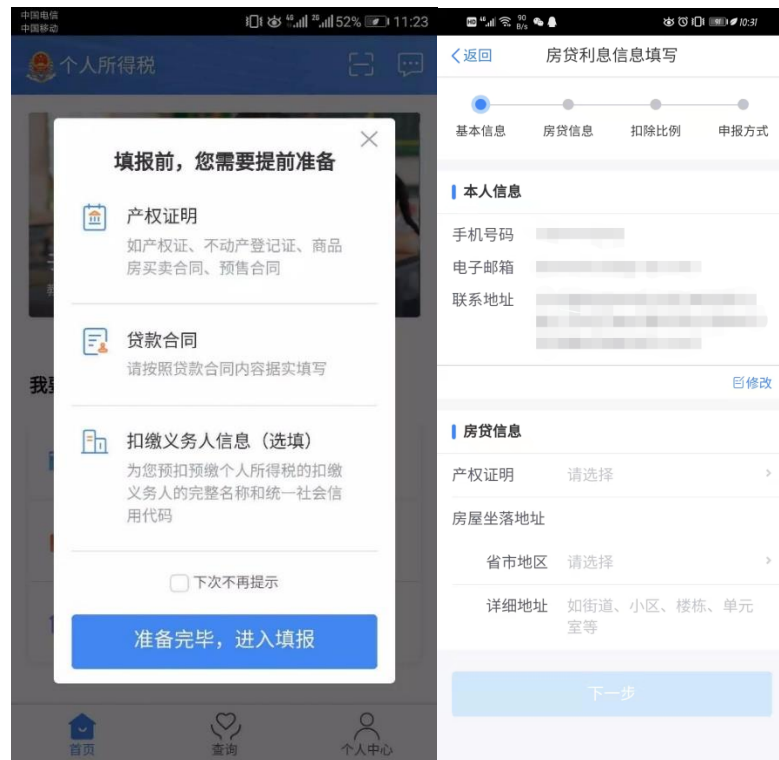 中国电信
中国移动
46
26
52%
11:23
个人所得税
填报前，您需要提前准备
产权证明
如产权证、不动产登记证、商品
房买卖合同、预售合同
贷款合同
请按照贷款合同内容据实填写
我要
扣缴义务人信息（选填）
为您预扣预缴个人所得税的扣缴
义务人的完整名称和统一社会信
用代码
下次不再提示
准备完毕，进入填报
首页
查询
个人中心
HD
90
B/s
10:31
返回
房贷利息信息填写
基本信息
房贷信息
扣除比例
申报方式
本人信息
手机号码
电子邮箱
联系地址
修改
房贷信息
产权证明
请选择
房屋坐落地址
省市地区
请选择
详细地址
如街道、小区、楼栋、单元
室等
下一步